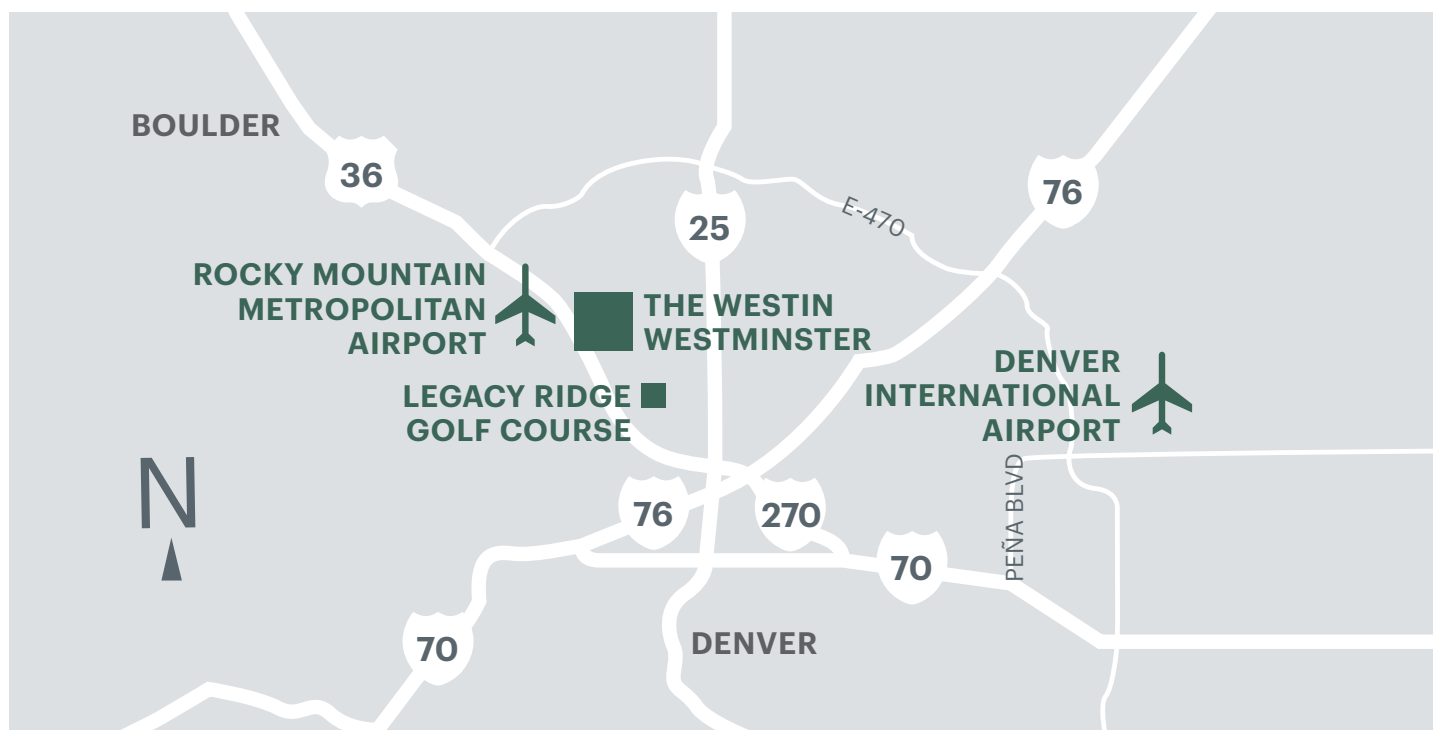 BOULDER
36
76
E-470
25
ROCKY MOUNTAIN
METROPOLITAN
AIRPORT
THE WESTIN
WESTMINSTER
DENVER
INTERNATIONAL
AIRPORT
LEGACY RIDGE
GOLF COURSE
N
PEÑA BLVD
76
270
70
70
DENVER